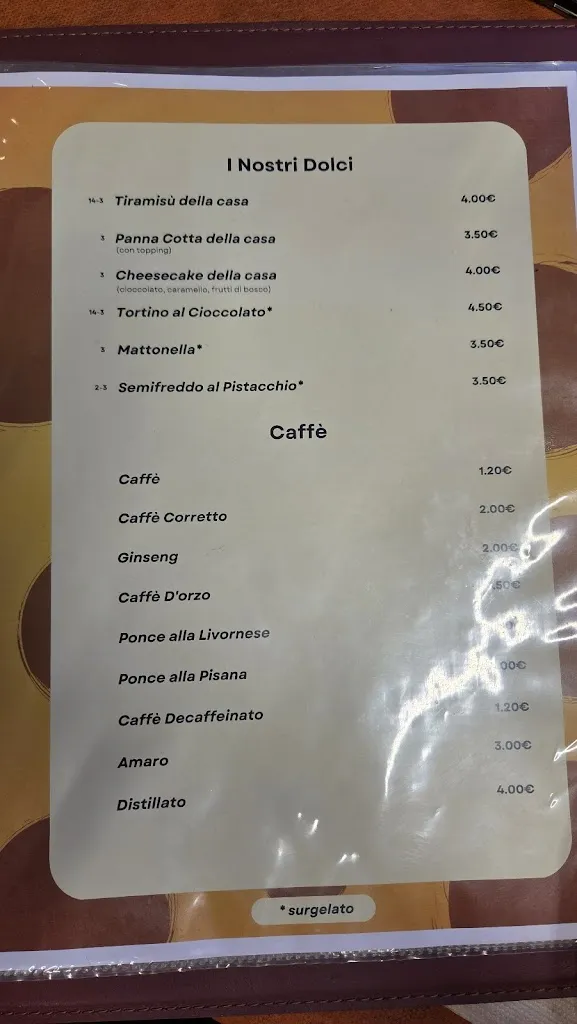 I Nostri Dolci
14-3 Tiramisù della casa 4.00€
3 Panna Cotta della casa 3.50€
(con topping)
3 Cheesecake della casa 4.00€
(cioccolato, caramello, frutti di bosco)
14-3 Tortino al Cioccolato* 4.50€
3 Mattonella* 3.50€
2-3 Semifreddo al Pistacchio* 3.50€
Caffè
Caffè 1.20€
Caffè Corretto 2.00€
Ginseng 2.00€
Caffè D'orzo
Ponce alla Livornese
Ponce alla Pisana
Caffè Decaffeinato 1.20€
Amaro 3.00€
Distillato 4.00€
*surgelato